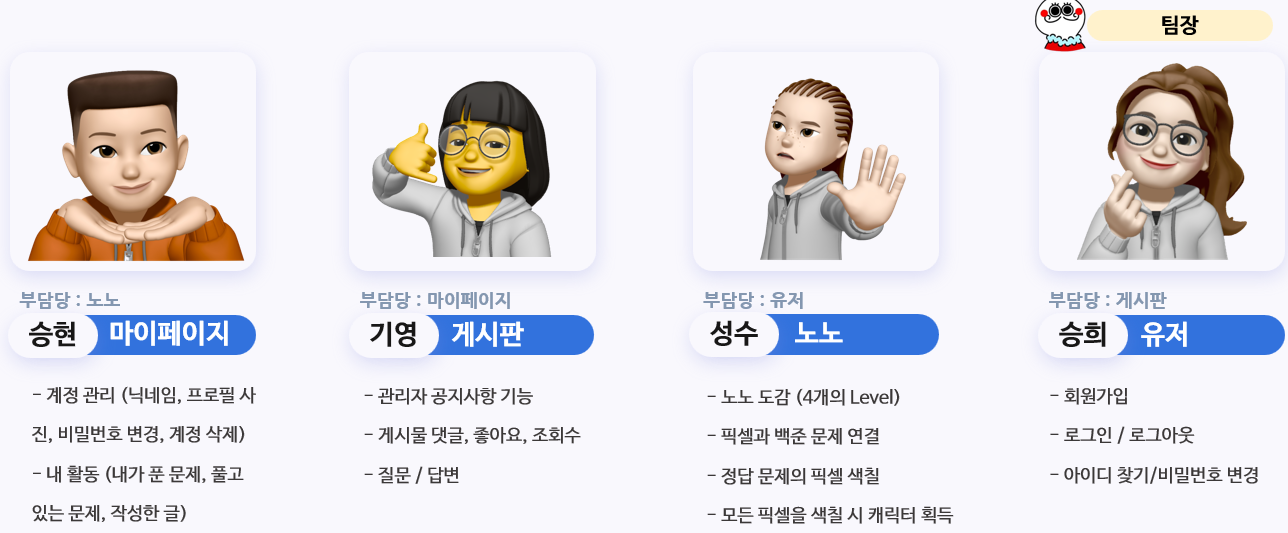 팀장
부담당 : 노노
승현 마이페이지
- 계정 관리 (닉네임, 프로필 사
진, 비밀번호 변경, 계정 삭제)
- 내 활동 (내가 푼 문제, 풀고
있는 문제, 작성한 글)
부담당 : 마이페이지
기영 게시판
- 관리자 공지사항 기능
- 게시물 댓글, 좋아요, 조회수
- 질문 / 답변
부담당 : 유저
성수 노노
- 노노 도감 (4개의 Level)
- 픽셀과 백준 문제 연결
- 정답 문제의 픽셀 색칠
- 모든 픽셀을 색칠 시 캐릭터 획득
부담당 : 게시판
승희 유저
- 회원가입
- 로그인 / 로그아웃
- 아이디 찾기/비밀번호 변경